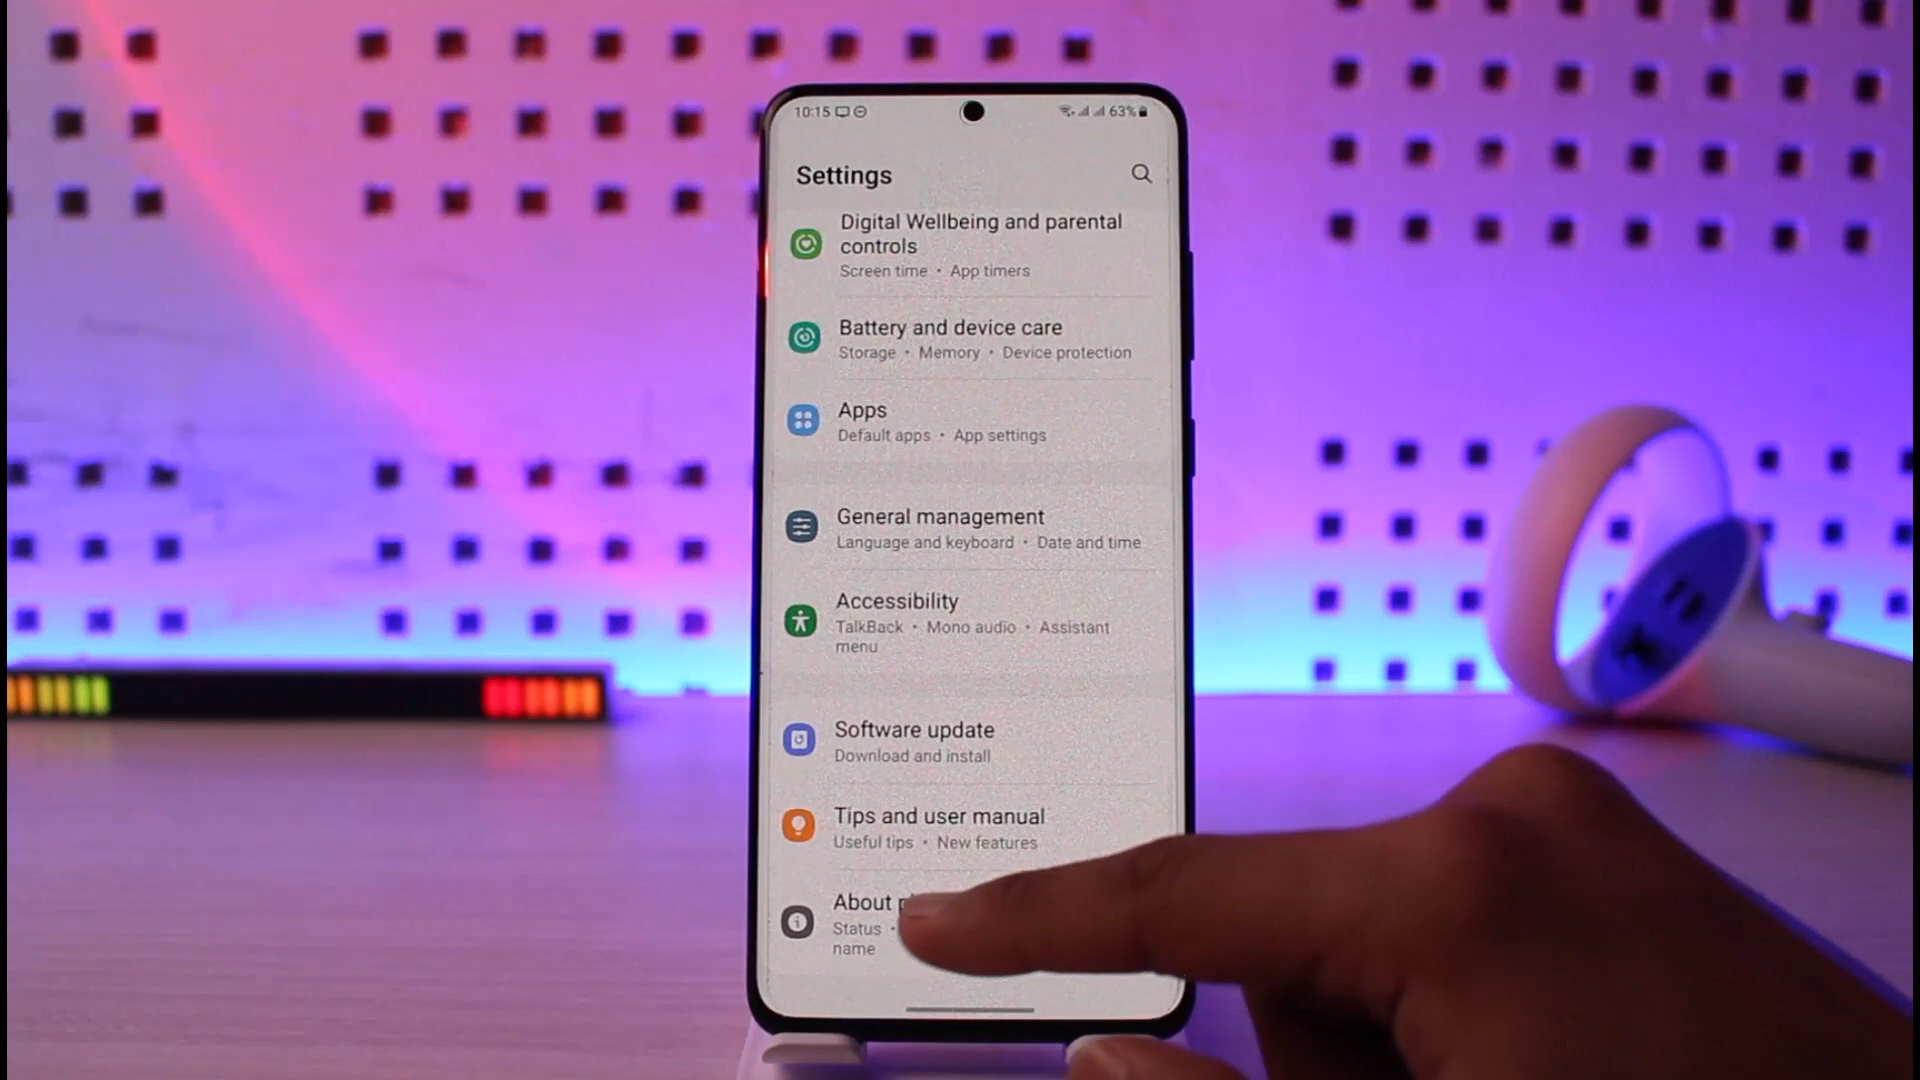 10:15
63%
Settings
Digital Wellbeing and parental
controls
Screen time • App timers
Battery and device care
Storage • Memory • Device protection
Apps
Default apps • App settings
General management
Language and keyboard • Date and time
Accessibility
TalkBack • Mono audio • Assistant
menu
Software update
Download and install
Tips and user manual
Useful tips • New features
About
Status •
name